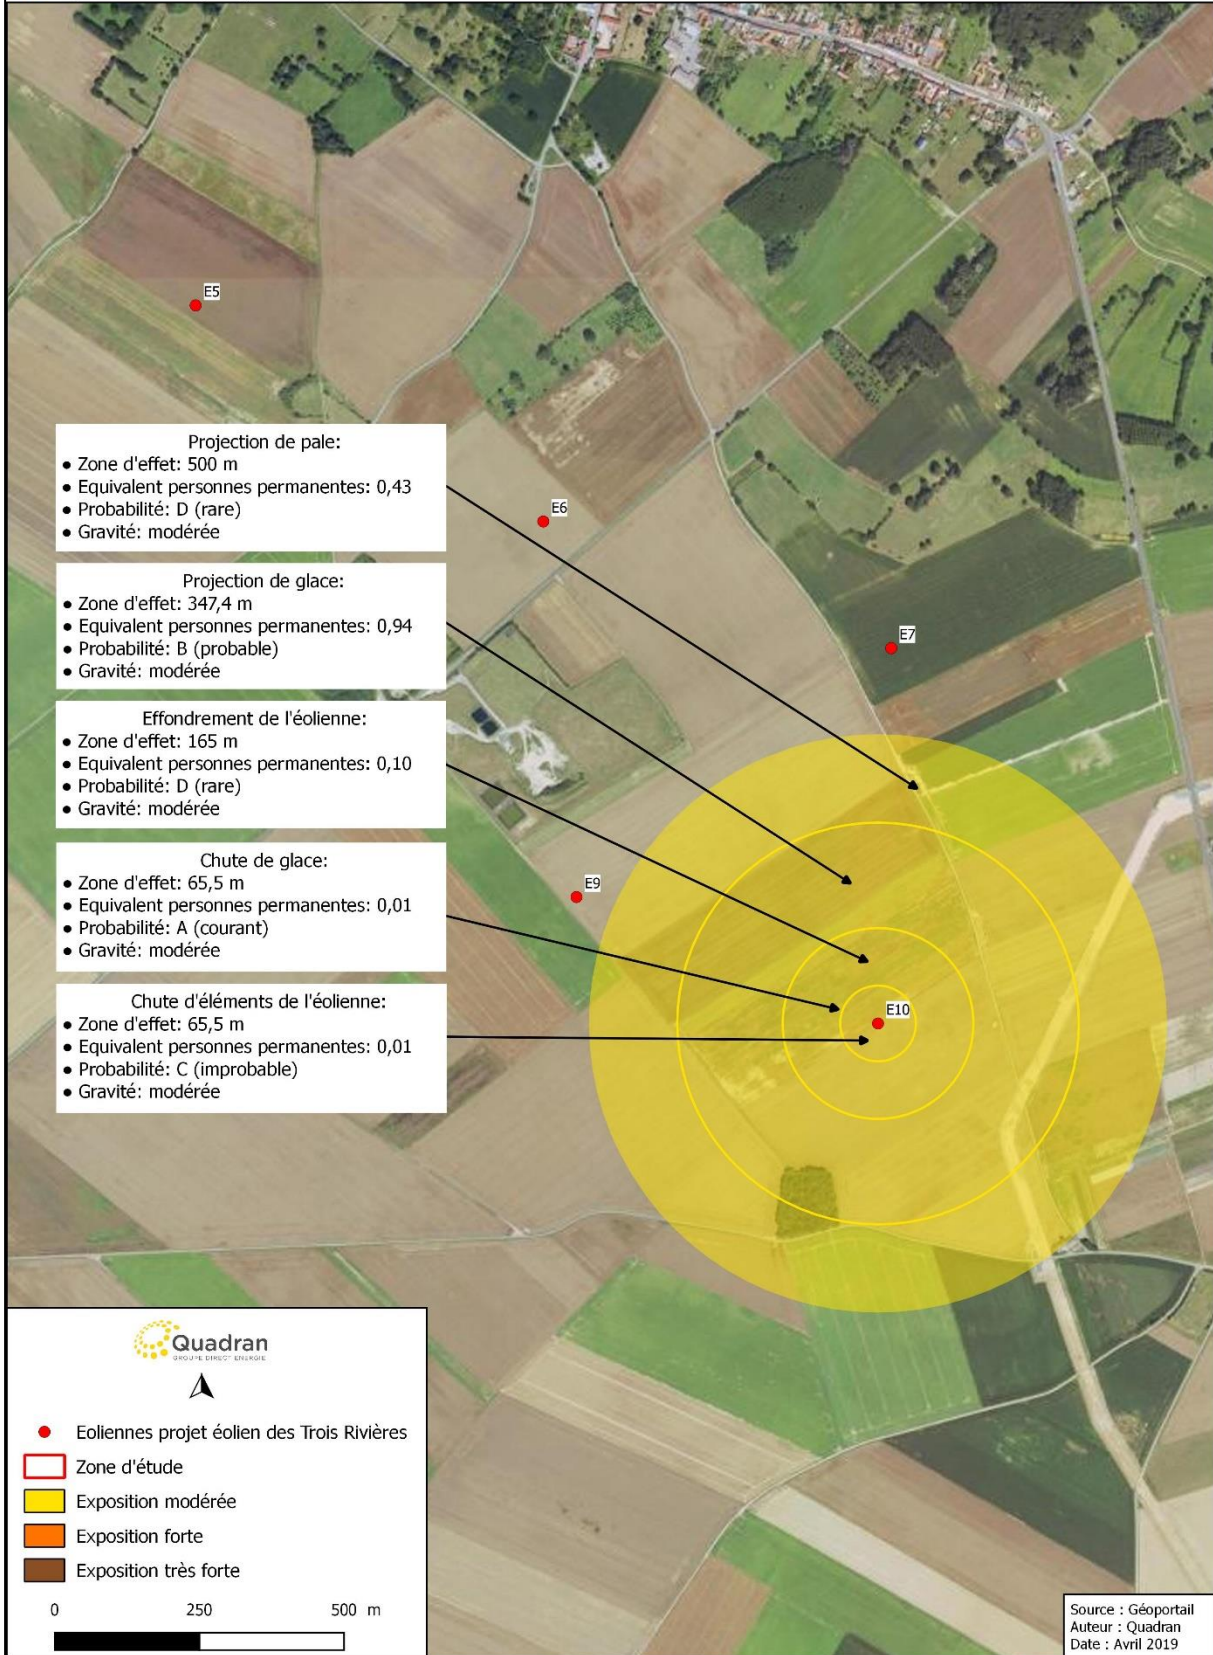 E5
Projection de pale:
• Zone d'effet: 500 m
• Equivalent personnes permanentes: 0,43
• Probabilité: D (rare)
• Gravité: modérée
E6
Projection de glace:
• Zone d'effet: 347,4 m
• Equivalent personnes permanentes: 0,94
• Probabilité: B (probable)
• Gravité: modérée
E7
Effondrement de l'éolienne:
• Zone d'effet: 165 m
• Equivalent personnes permanentes: 0,10
• Probabilité: D (rare)
• Gravité: modérée
Chute de glace:
• Zone d'effet: 65,5 m
• Equivalent personnes permanentes: 0,01
• Probabilité: A (courant)
• Gravité: modérée
E9
Chute d'éléments de l'éolienne:
• Zone d'effet: 65,5 m
• Equivalent personnes permanentes: 0,01
• Probabilité: C (improbable)
• Gravité: modérée
E10
Quadran
GROUPE DIRECT ENERGIE
Eoliennes projet éolien des Trois Rivières
Zone d'étude
Exposition modérée
Exposition forte
Exposition très forte
0 250 500 m
Source : Géoportail
Auteur : Quadran
Date : Avril 2019